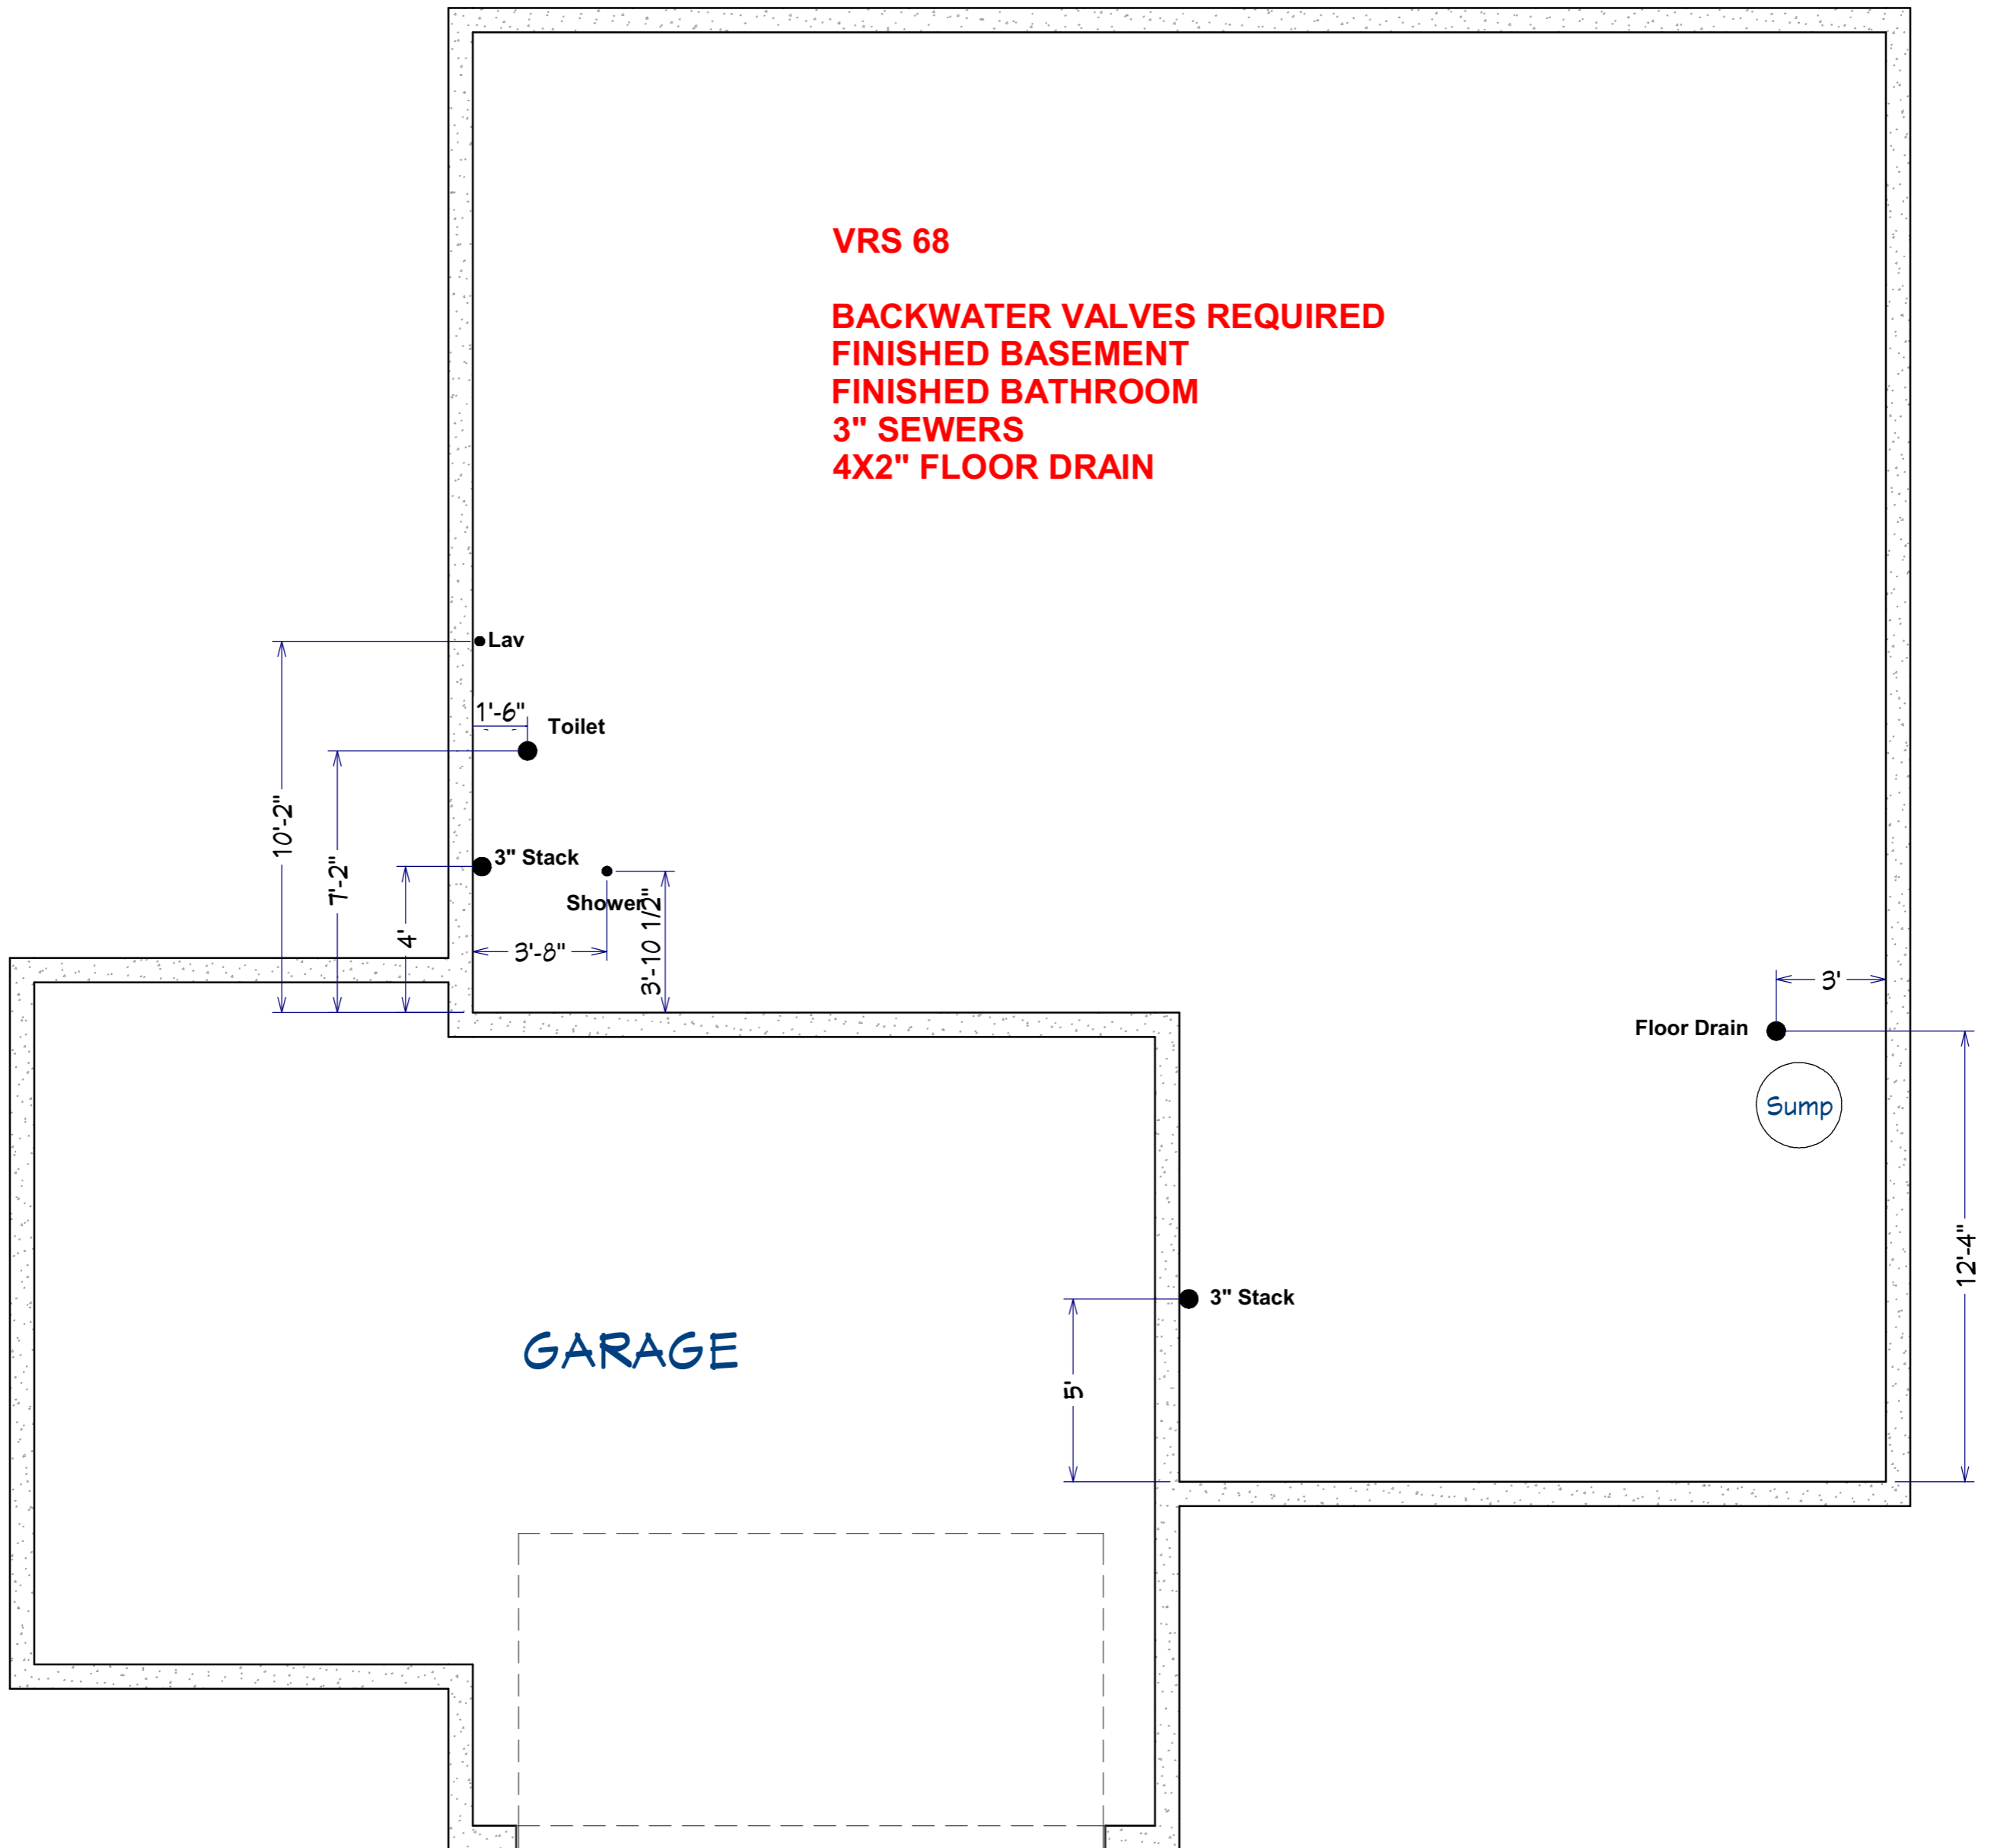 VRS 68
BACKWATER VALVES REQUIRED
FINISHED BASEMENT
FINISHED BATHROOM
3" SEWERS
4X2" FLOOR DRAIN
Lav
1'-6"
Toilet
10'-2"
7'-2"
3" Stack
4'
Shower
3'-10 1/2"
3'-8"
3'
Floor Drain
Sump
12'-4"
3" Stack
GARAGE
5'